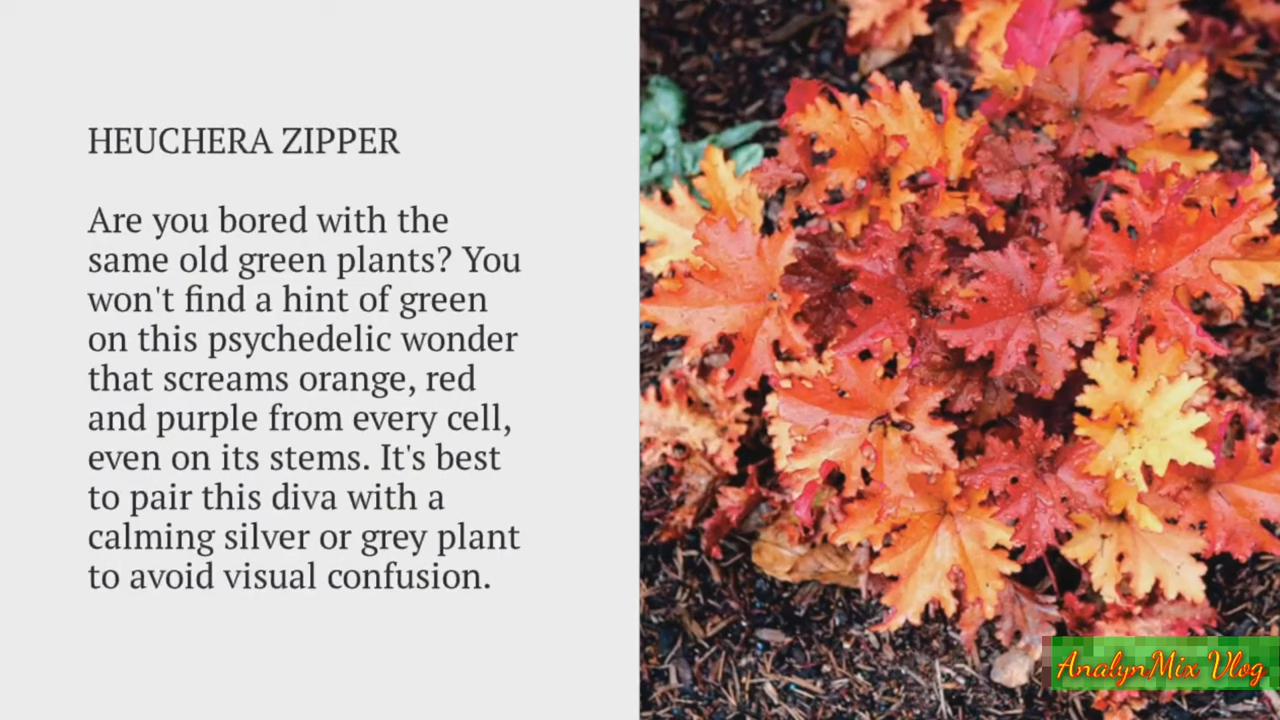 HEUCHERA ZIPPER
Are you bored with the
same old green plants? You
won't find a hint of green
on this psychedelic wonder
that screams orange, red
and purple from every cell,
even on its stems. It's best
to pair this diva with a
calming silver or grey plant
to avoid visual confusion.
AnalynMix Vlog